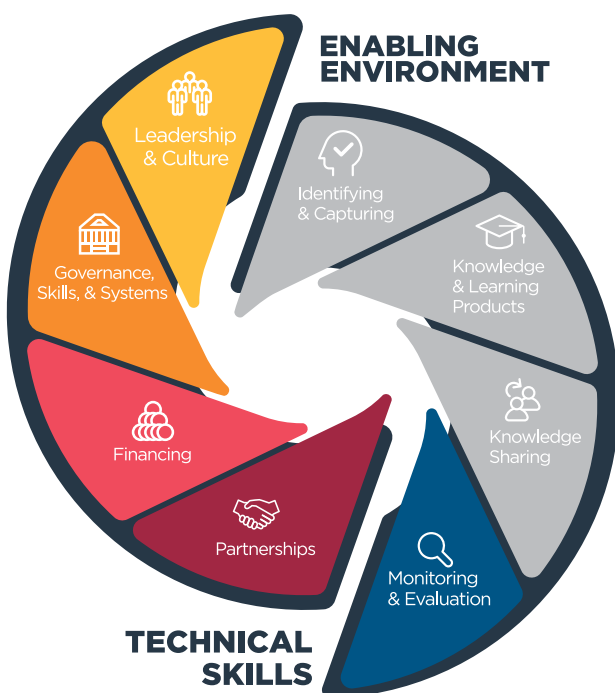 ENABLING
ENVIRONMENT
Leadership
& Culture
Identifying
& Capturing
Governance,
Skills, & Systems
Knowledge
& Learning
Products
Financing
Knowledge
Sharing
Partnerships
Monitoring
& Evaluation
TECHNICAL
SKILLS